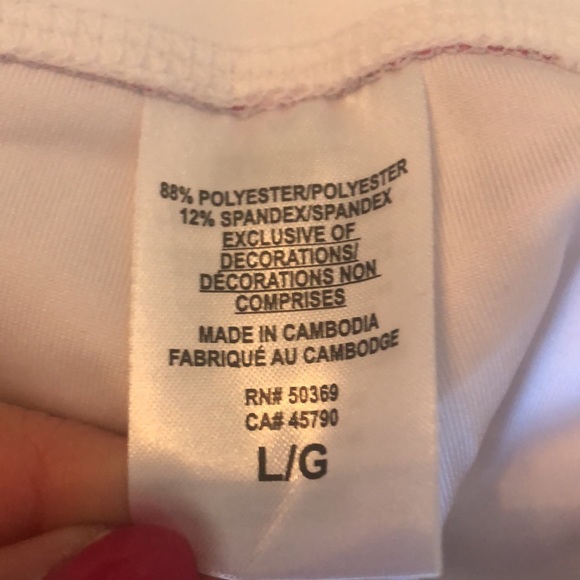 88% POLYESTER/POLYESTER
12% SPANDEX/SPANDEX
EXCLUSIVE OF
DECORATIONS/
DÉCORATIONS NON
COMPRISES
MADE IN CAMBODIA
FABRIQUÉ AU CAMBODGE
RN# 50369
CA# 45790
L/G